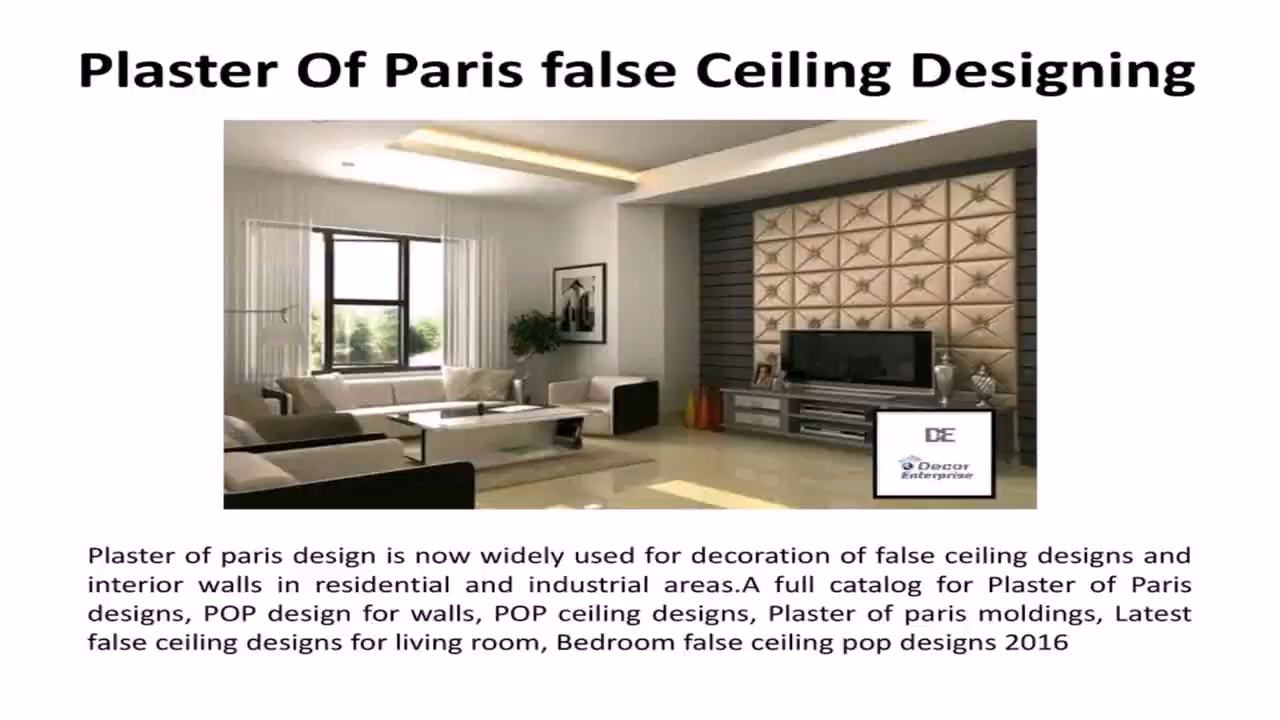 Plaster Of Paris false Ceiling Designing
DE
Decor
Enterprise
Plaster of paris design is now widely used for decoration of false ceiling designs and
interior walls in residential and industrial areas.A full catalog for Plaster of Paris
designs, POP design for walls, POP ceiling designs, Plaster of paris moldings, Latest
false ceiling designs for living room, Bedroom false ceiling pop designs 2016